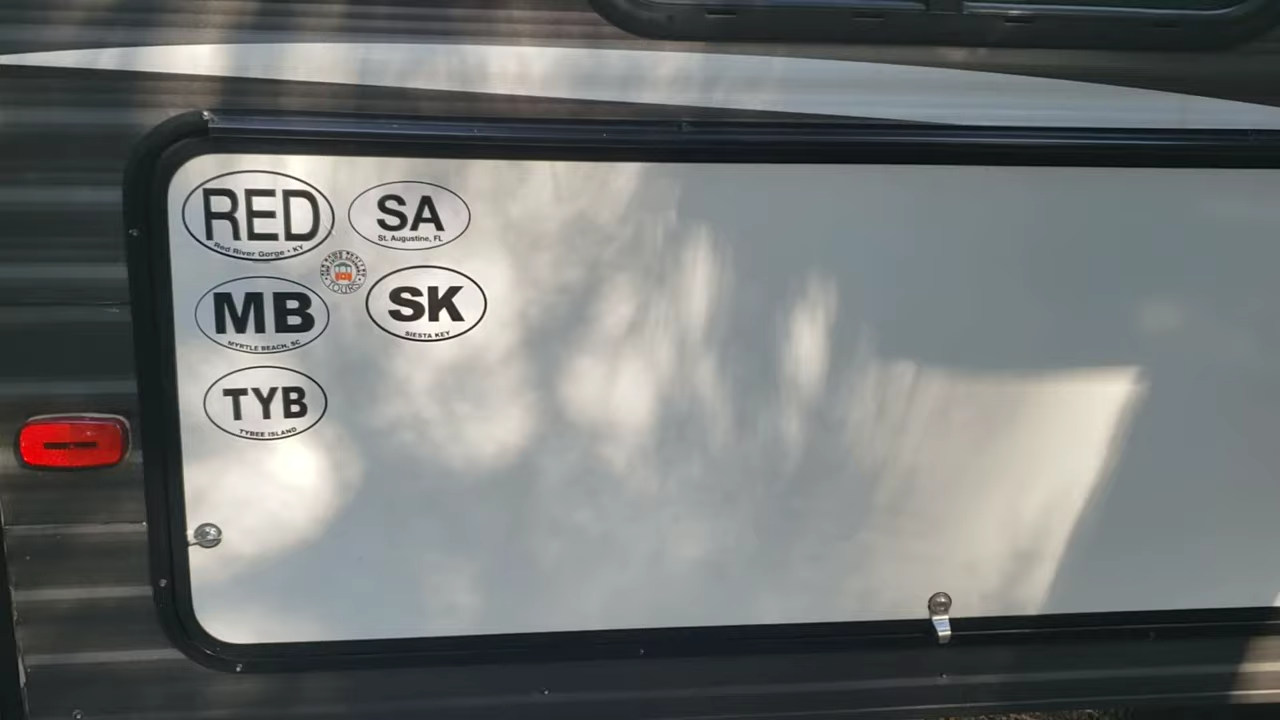 RED
Red River Gorge • KY
SA
St. Augustine, FL
TOURS
MB
MYRTLE BEACH, SC
SK
SIESTA KEY
TYB
TYBEE ISLAND